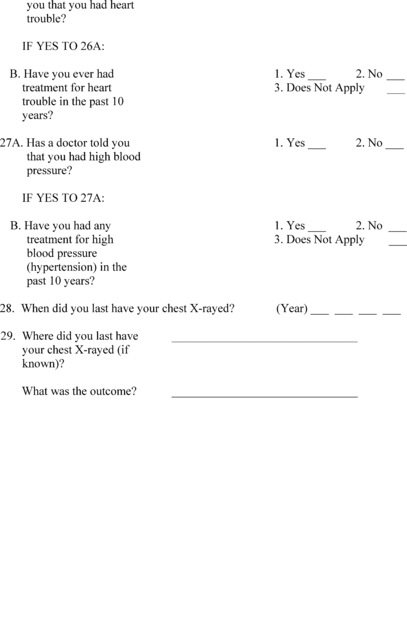 you that you had heart
trouble?
IF YES TO 26A:
B. Have you ever had 1. Yes ___ 2. No ___
treatment for heart 3. Does Not Apply ___
trouble in the past 10
years?
27A. Has a doctor told you 1. Yes ___ 2. No ___
that you had high blood
pressure?
IF YES TO 27A:
B. Have you had any 1. Yes ___ 2. No ___
treatment for high 3. Does Not Apply ___
blood pressure
(hypertension) in the
past 10 years?
28. When did you last have your chest X-rayed? (Year) ___ ___ ___ ___
29. Where did you last have ______________________________
your chest X-rayed (if
known)?
What was the outcome? ______________________________